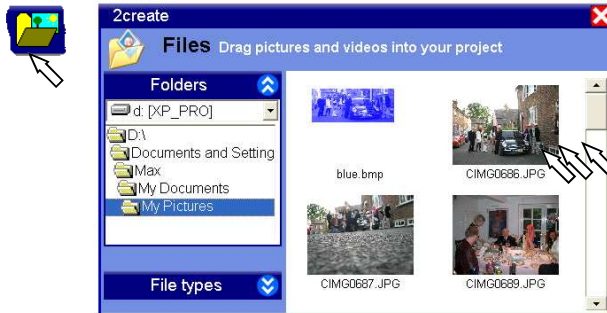 2create
Files Drag pictures and videos into your project
Folders
d: [XP_PRO]
D:\
Documents and Setting
Max
My Documents
My Pictures
File types
blue.bmp
CIMG0686.JPG
CIMG0687.JPG
CIMG0689.JPG